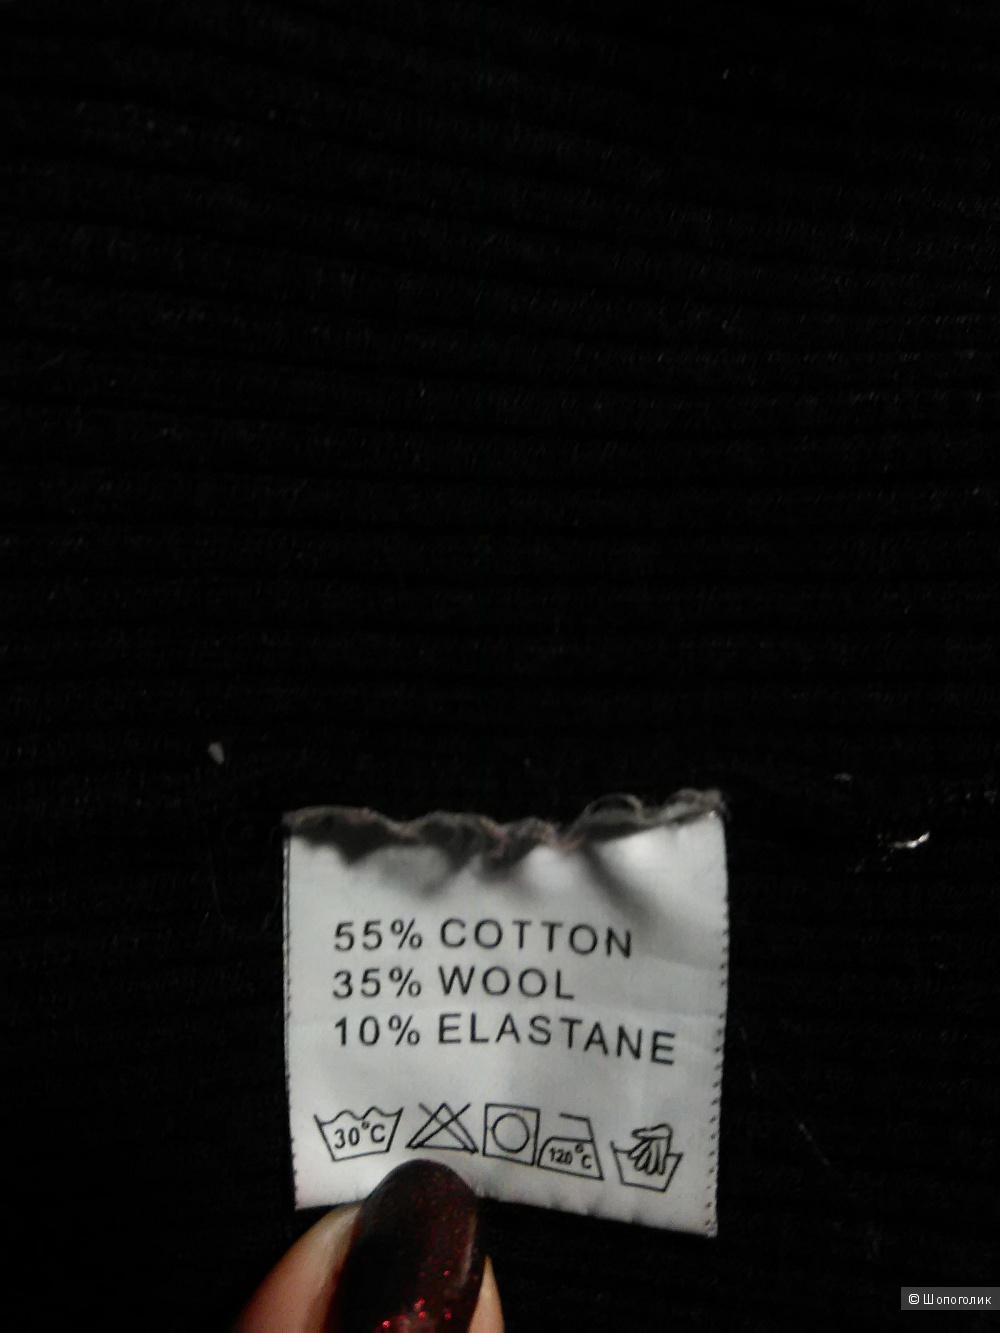 55% COTTON
35% WOOL
10% ELASTANE
30°C
120°C
© Шопоголик